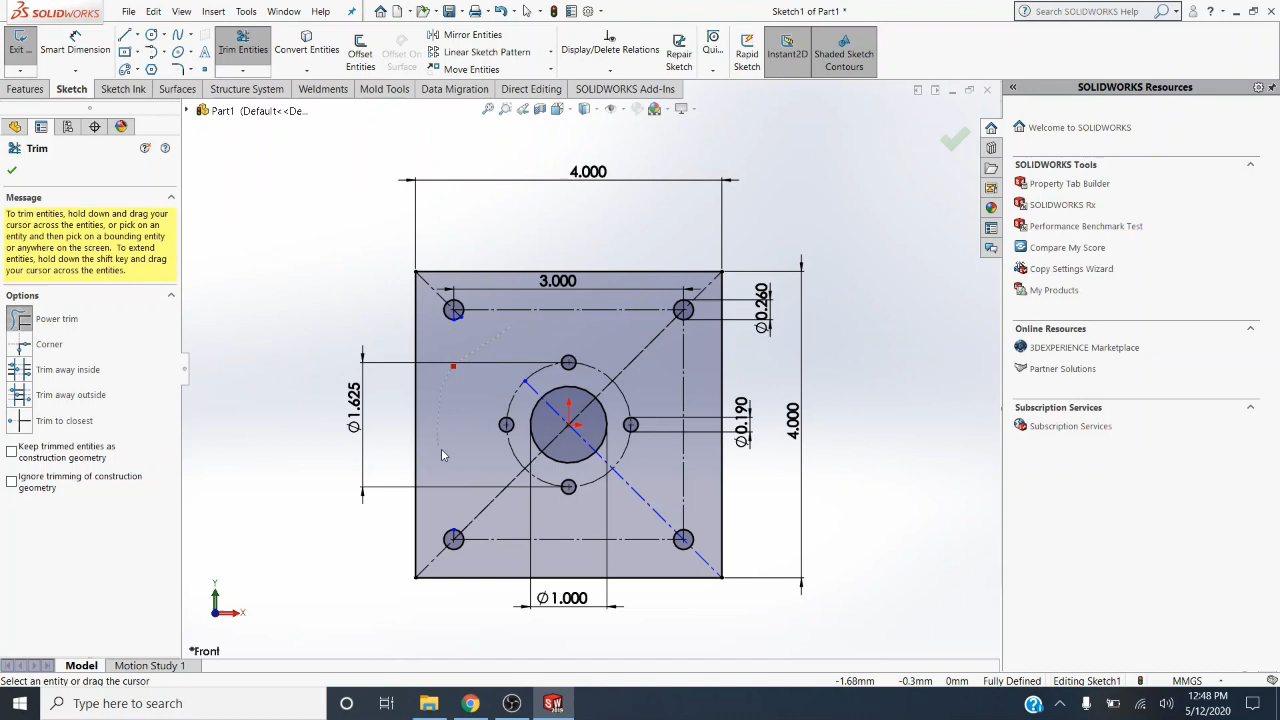 SOLIDWORKS File Edit View Insert Tools Window Sketch1 of Part1 * Search SOLIDWORKS Help
Exit ... Smart Dimension Trim Entities Convert Entities Offset Entities Offset On Surface Mirror Entities Linear Sketch Pattern Move Entities Display/Delete Relations Repair Sketch Qui... Rapid Sketch Instant2D Shaded Sketch Contours
Features Sketch Sketch Ink Surfaces Structure System Weldments Mold Tools Data Migration Direct Editing SOLIDWORKS Add-Ins
Part1 (Default<<De...
Trim
Message
To trim entities, hold down and drag your
cursor across the entities, or pick on an
entity and then pick on a bounding entity
or anywhere on the screen. To extend
entities, hold down the shift key and drag
your cursor across the entities.
Options
Power trim
Corner
Trim away inside
Trim away outside
Trim to closest
Keep trimmed entities as
construction geometry
Ignore trimming of construction
geometry
4.000
3.000
Ø0.260
Ø1.625
Ø0.190
4.000
Ø1.000
Y
X
*Front
SOLIDWORKS Resources
Welcome to SOLIDWORKS
SOLIDWORKS Tools
Property Tab Builder
SOLIDWORKS Rx
Performance Benchmark Test
Compare My Score
Copy Settings Wizard
My Products
Online Resources
3DEXPERIENCE Marketplace
Partner Solutions
Subscription Services
Subscription Services
Model Motion Study 1
Select an entity or drag the cursor -1.68mm -0.3mm 0mm Fully Defined Editing Sketch1 MMGS
Type here to search
SW
2019
12:48 PM
5/12/2020